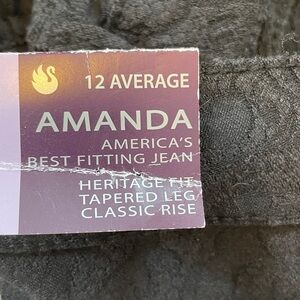 12 AVERAGE
AMANDA
AMERICA'S
BEST FITTING JEAN
HERITAGE FIT
TAPERED LEG
CLASSIC RISE